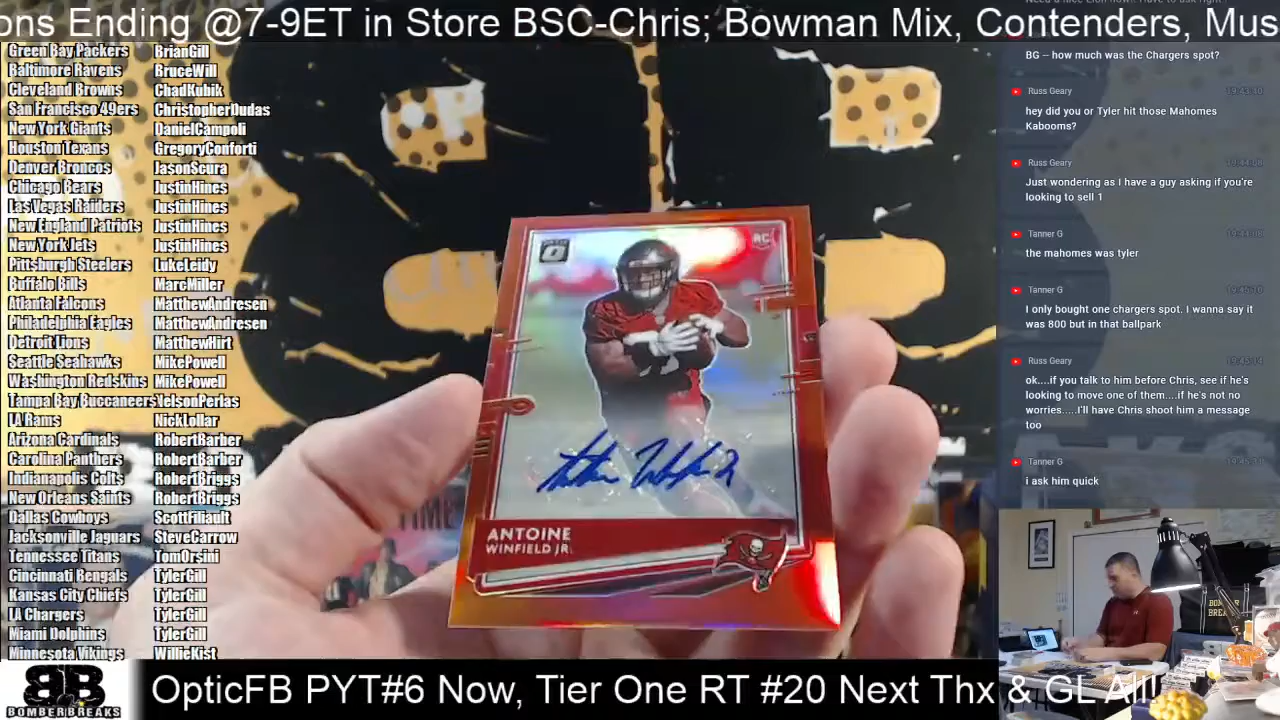 ons Ending @7-9ET in Store BSC-Chris; Bowman Mix, Contenders, Mus
Green Bay Packers BrianGill
Baltimore Ravens BruceWill
Cleveland Browns ChadKubik
San Francisco 49ers ChristopherDudas
New York Giants DanielCampoli
Houston Texans GregoryConforti
Denver Broncos JasonScura
Chicago Bears JustinHines
Las Vegas Raiders JustinHines
New England Patriots JustinHines
New York Jets JustinHines
Pittsburgh Steelers LukeLeidy
Buffalo Bills MarcMiller
Atlanta Falcons MatthewAndresen
Philadelphia Eagles MatthewAndresen
Detroit Lions MatthewHirt
Seattle Seahawks MikePowell
Washington Redskins MikePowell
Tampa Bay Buccaneers NelsonPerlas
LA Rams NickLollar
Arizona Cardinals RobertBarber
Carolina Panthers RobertBarber
Indianapolis Colts RobertBriggs
New Orleans Saints RobertBriggs
Dallas Cowboys ScottFiliault
Jacksonville Jaguars SteveCarrow
Tennessee Titans TomOrsini
Cincinnati Bengals TylerGill
Kansas City Chiefs TylerGill
LA Chargers TylerGill
Miami Dolphins TylerGill
Minnesota Vikings WillieKist
RC
ANTOINE
WINFIELD JR.
BG -- how much was the Chargers spot?
Russ Geary
hey did you or Tyler hit those Mahomes
Kabooms?
Russ Geary
Just wondering as I have a guy asking if you're
looking to sell 1
Tanner G
the mahomes was tyler
Tanner G
I only bought one chargers spot. I wanna say it
was 800 but in that ballpark
Russ Geary
ok....if you talk to him before Chris, see if he's
looking to move one of them....if he's not no
worries.....I'll have Chris shoot him a message
too
Tanner G
i ask him quick
BOMBER
BREAKS
BOMBERBREAKS
OpticFB PYT#6 Now, Tier One RT #20 Next Thx & GL All!